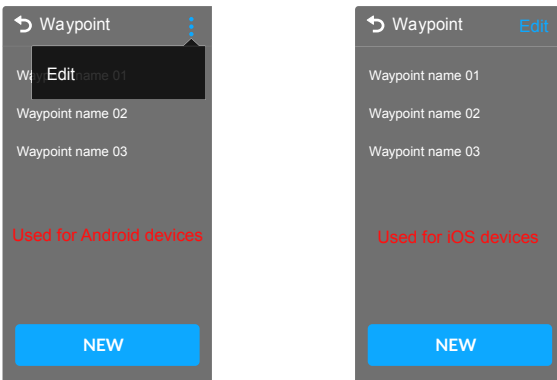 Waypoint
Edit
Waypoint name 01
Waypoint name 02
Waypoint name 03
Used for Android devices
NEW
Waypoint
Edit
Waypoint name 01
Waypoint name 02
Waypoint name 03
Used for iOS devices
NEW